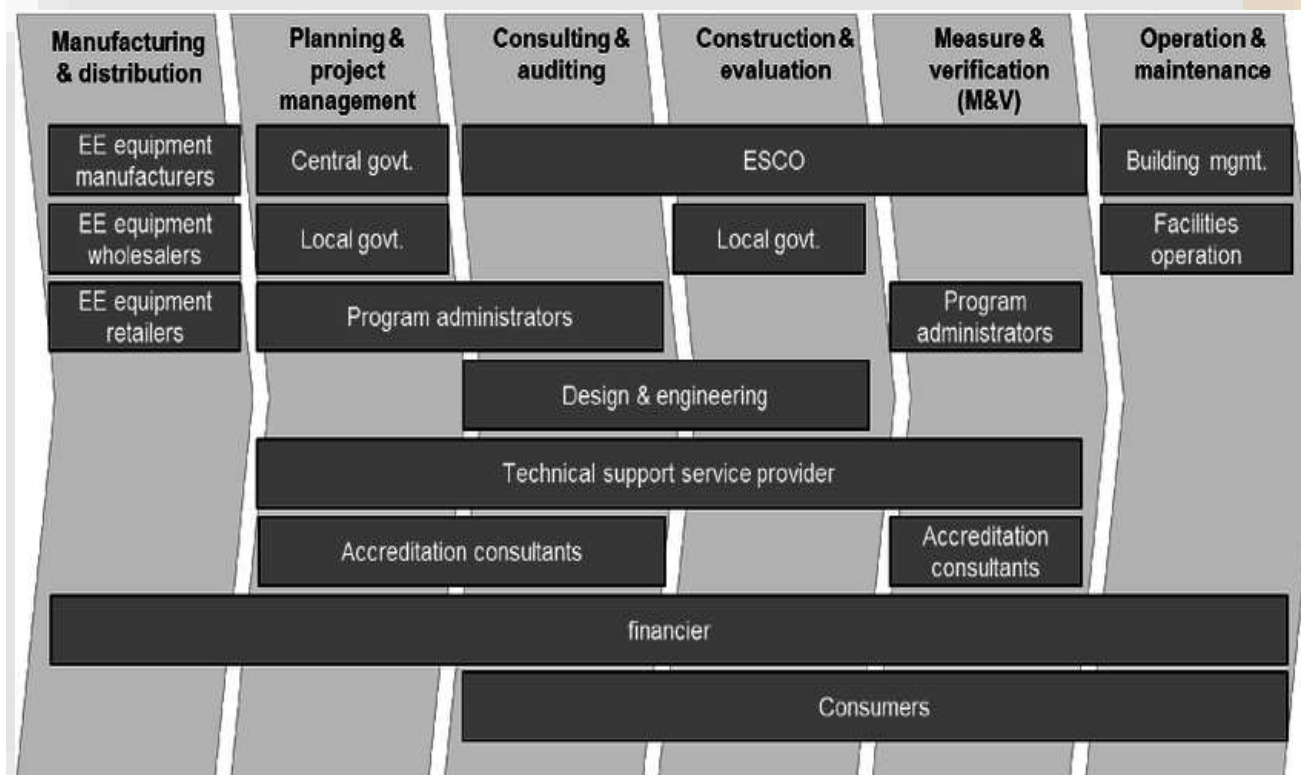 Manufacturing
& distribution
Planning &
project
management
Consulting &
auditing
Construction &
evaluation
Measure &
verification
(M&V)
Operation &
maintenance
EE equipment
manufacturers
Central govt.
ESCO
Building mgmt.
EE equipment
wholesalers
Local govt.
Local govt.
Facilities
operation
EE equipment
retailers
Program administrators
Program
administrators
Design & engineering
Technical support service provider
Accreditation consultants
Accreditation
consultants
financier
Consumers